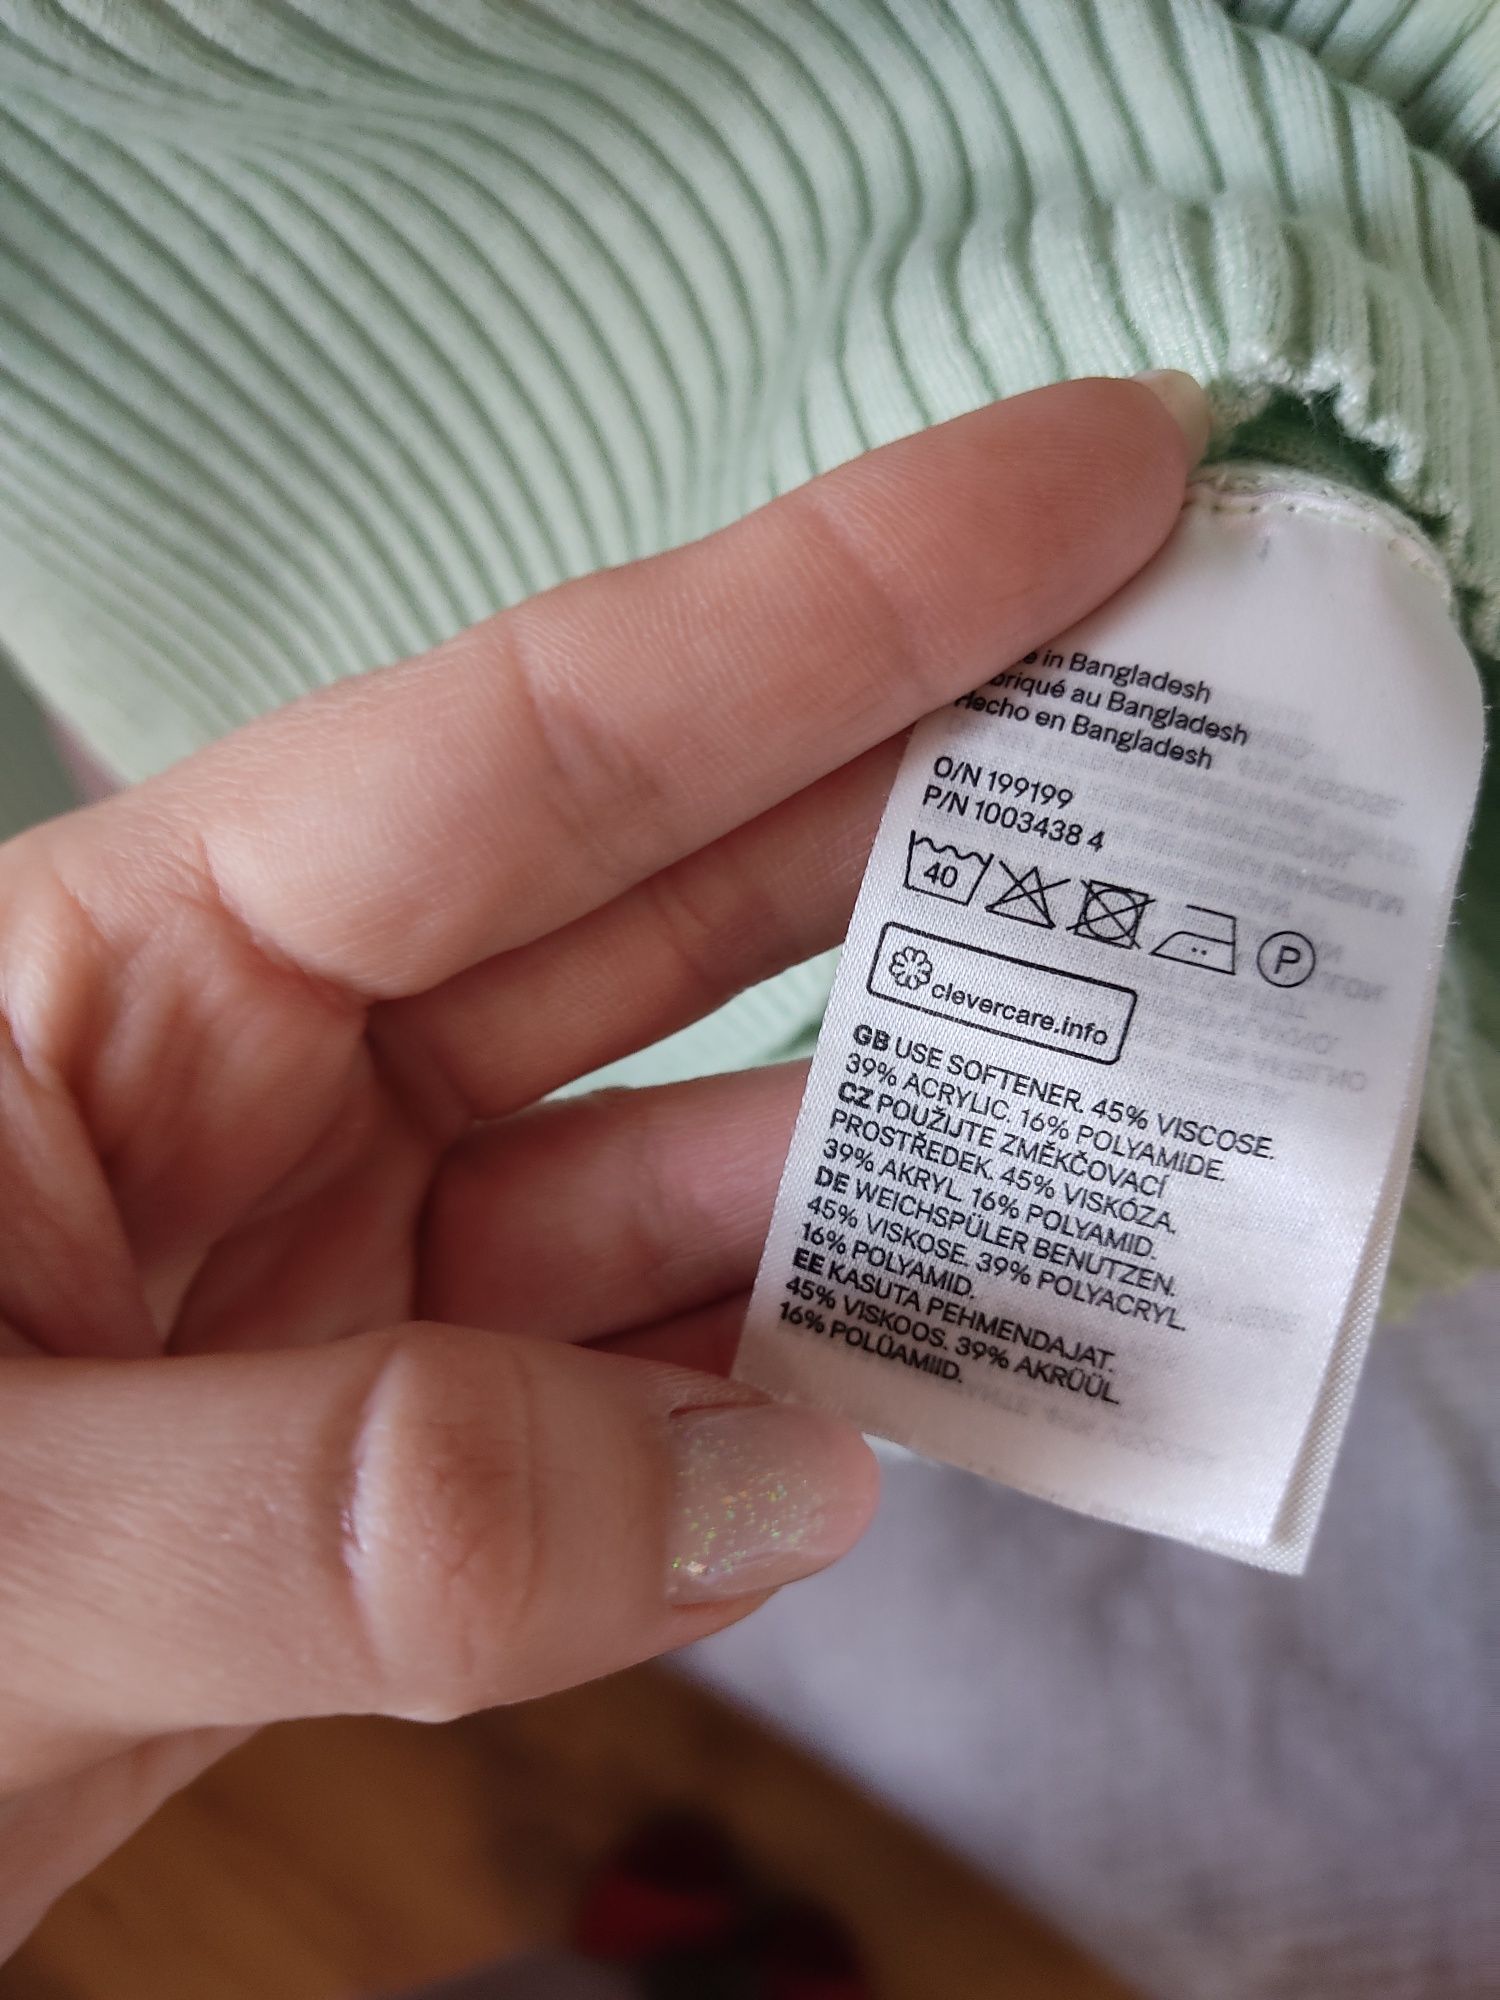 in Bangladesh
au Bangladesh
Hecho en Bangladesh
O/N 199199
P/N 1003438 4
40
P
clevercare.info
GB USE SOFTENER. 45% VISCOSE.
39% ACRYLIC. 16% POLYAMIDE.
CZ POUŽIJTE ZMĚKČOVACÍ
PROSTŘEDEK. 45% VISKÓZA.
39% AKRYL. 16% POLYAMID.
DE WEICHSPÜLER BENUTZEN.
45% VISKOSE. 39% POLYACRYL.
16% POLYAMID.
EE KASUTA PEHMENDAJAT.
45% VISKOOS. 39% AKRÜÜL.
16% POLÜAMIID.